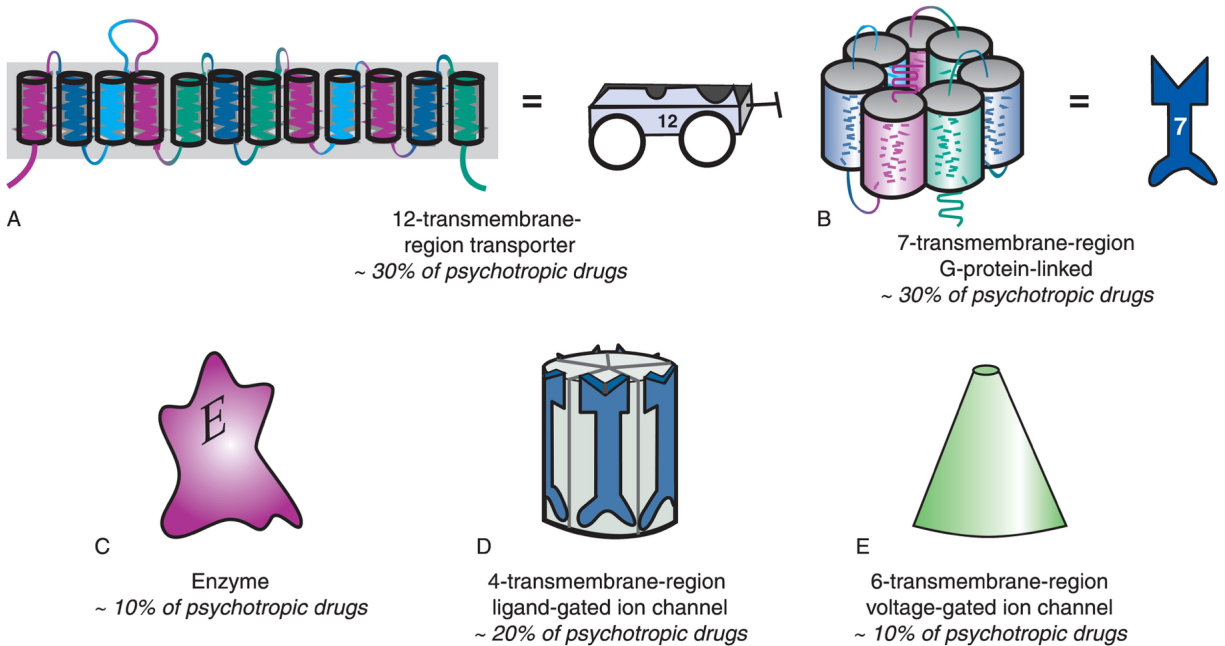 =
12
=
7
A
12-transmembrane-
region transporter
~ 30% of psychotropic drugs
B
7-transmembrane-region
G-protein-linked
~ 30% of psychotropic drugs
E
C
Enzyme
~ 10% of psychotropic drugs
D
4-transmembrane-region
ligand-gated ion channel
~ 20% of psychotropic drugs
E
6-transmembrane-region
voltage-gated ion channel
~ 10% of psychotropic drugs